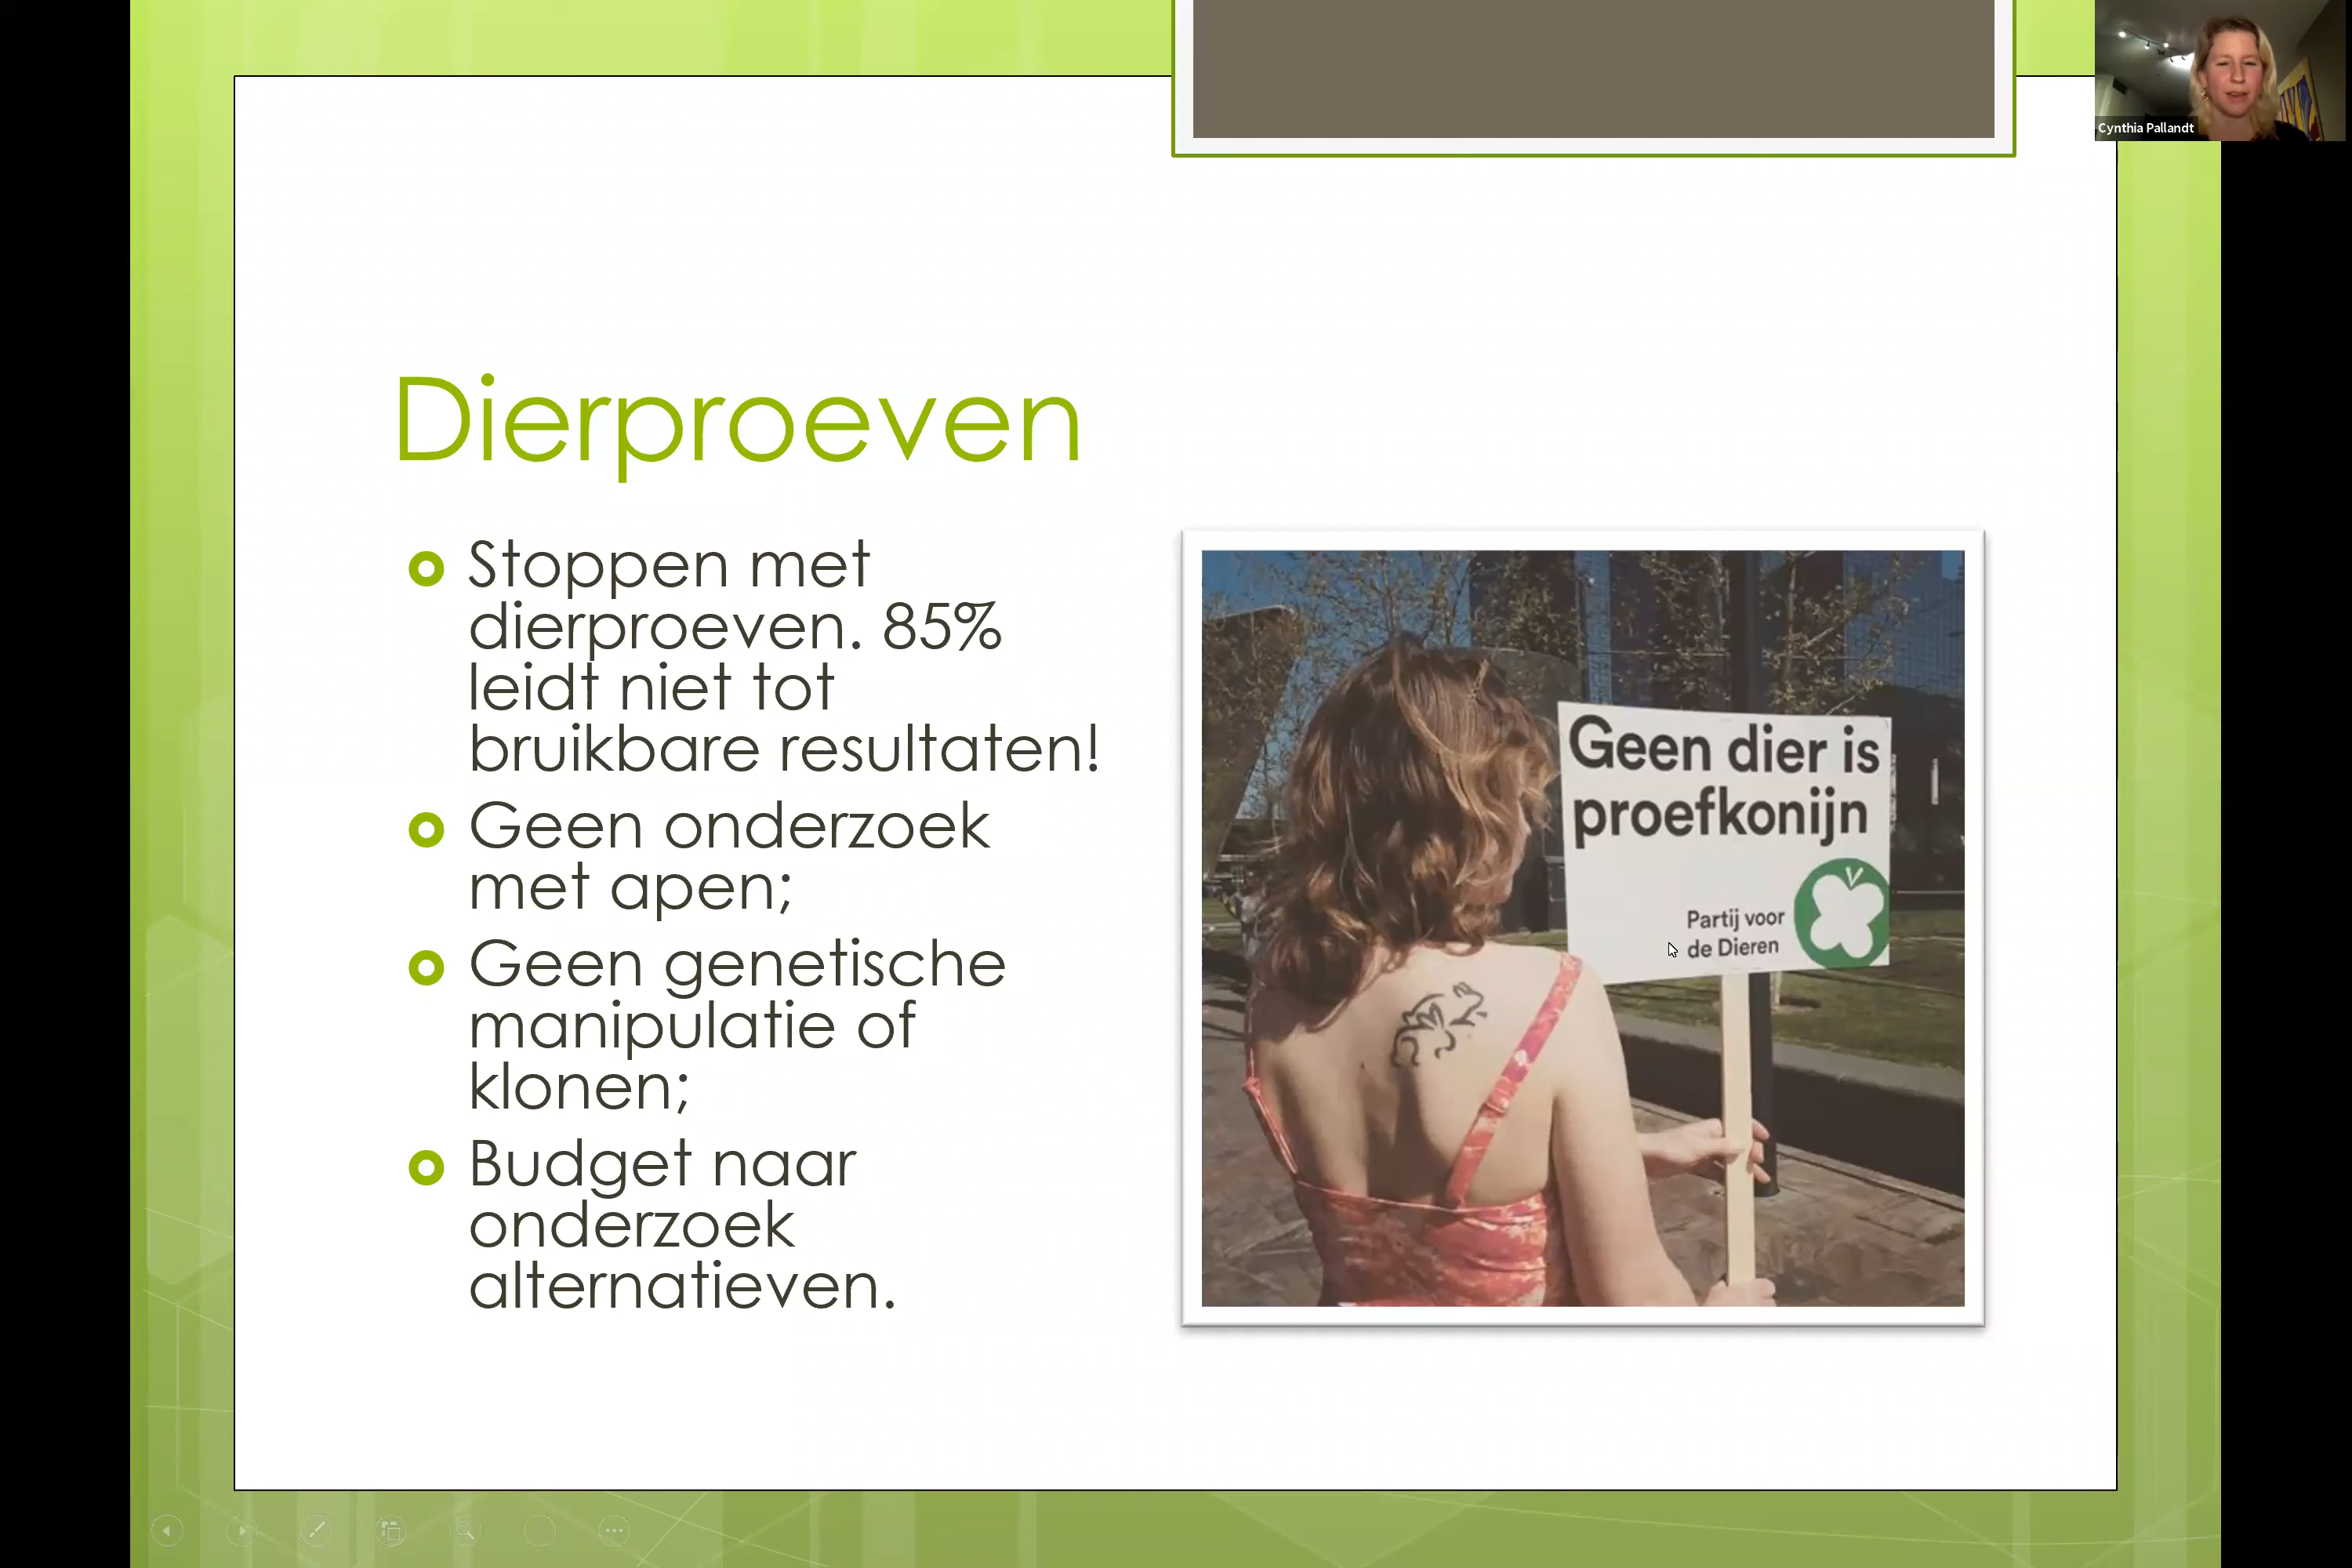 Cynthia Pallandt
Dierproeven
Stoppen met
dierproeven. 85%
leidt niet tot
bruikbare resultaten!
Geen onderzoek
met apen;
Geen genetische
manipulatie of
klonen;
Budget naar
onderzoek
alternatieven.
Geen dier is
proefkonijn
Partij voor
de Dieren